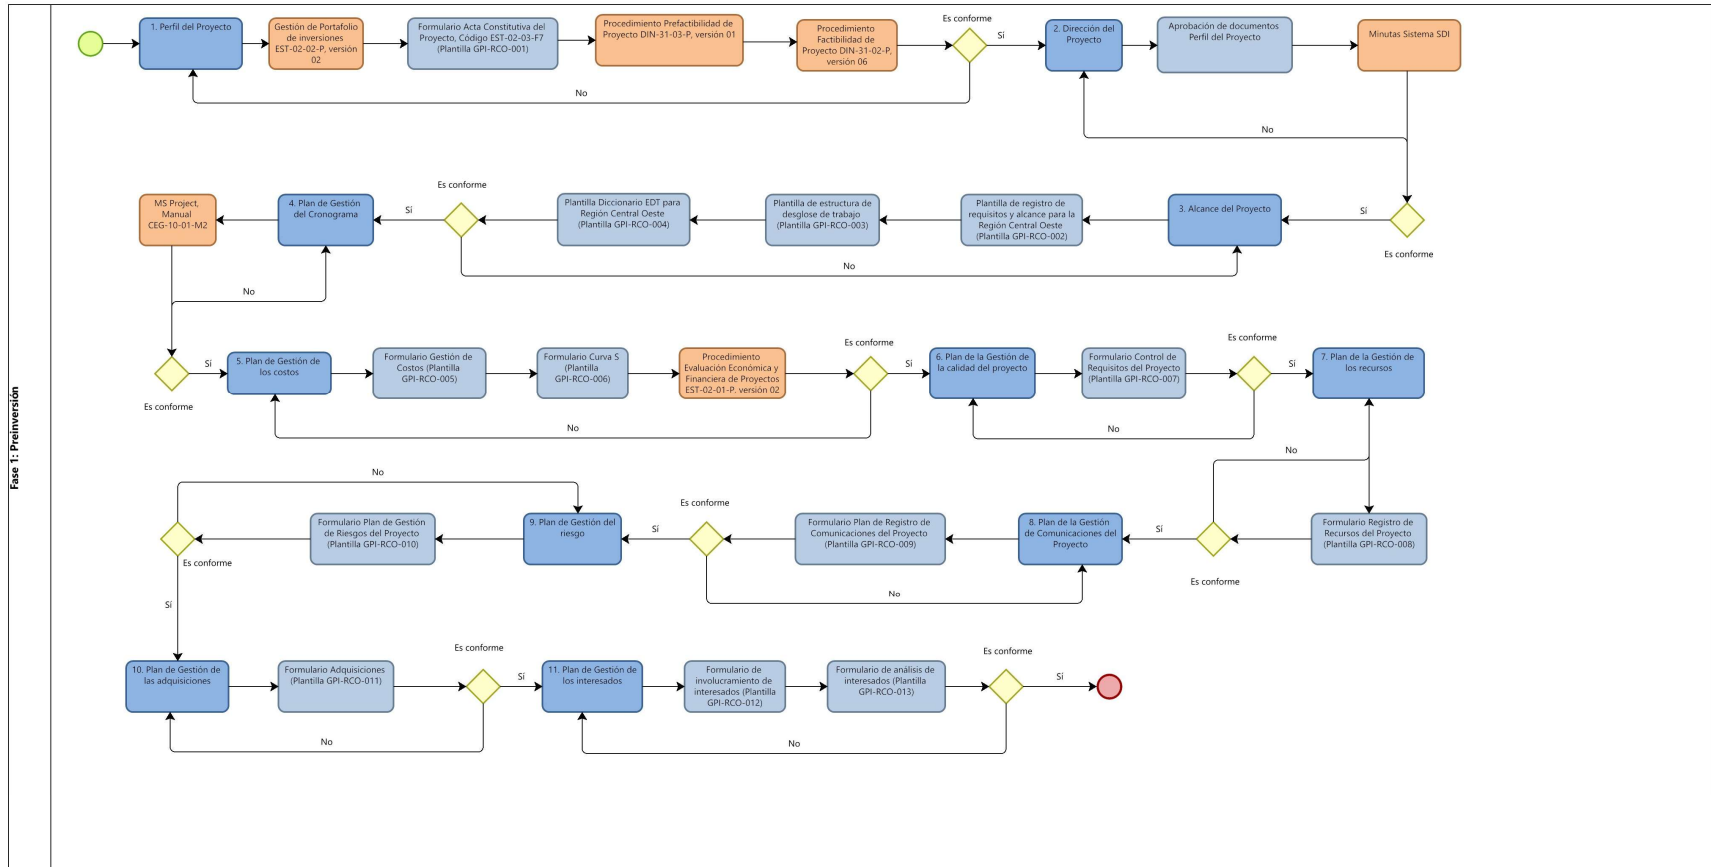 Fase 1: Preinversión
1. Perfil del Proyecto
Gestión de Portafolio
de inversiones
EST-02-02-P, versión
02
Formulario Acta Constitutiva del
Proyecto, Código EST-02-03-F7
(Plantilla GPI-RCO-001)
Procedimiento Prefactibilidad de
Proyecto DIN-31-03-P, versión 01
Procedimiento
Factibilidad de
Proyecto DIN-31-02-P,
versión 06
Es conforme
Sí
No
2. Dirección del
Proyecto
Aprobación de documentos
Perfil del Proyecto
Minutas Sistema SDI
No
Es conforme
Sí
3. Alcance del Proyecto
Plantilla de registro de
requisitos y alcance para la
Región Central Oeste
(Plantilla GPI-RCO-002)
Plantilla de estructura de
desglose de trabajo
(Plantilla GPI-RCO-003)
Plantilla Diccionario EDT para
Región Central Oeste
(Plantilla GPI-RCO-004)
Es conforme
Sí
No
4. Plan de Gestión
del Cronograma
MS Project,
Manual
CEG-10-01-M2
No
Es conforme
Sí
5. Plan de Gestión de
los costos
Formulario Gestión de
Costos (Plantilla
GPI-RCO-005)
Formulario Curva S
(Plantilla
GPI-RCO-006)
Procedimiento
Evaluación Económica y
Financiera de Proyectos
EST-02-01-P. versión 02
Es conforme
Sí
No
6. Plan de la Gestión de
la calidad del proyecto
Formulario Control de
Requisitos del Proyecto
(Plantilla GPI-RCO-007)
Es conforme
Sí
No
7. Plan de la Gestión de
los recursos
Formulario Registro de
Recursos del Proyecto
(Plantilla GPI-RCO-008)
No
Es conforme
Sí
8. Plan de la Gestión
de Comunicaciones del
Proyecto
Formulario Plan de Registro de
Comunicaciones del Proyecto
(Plantilla GPI-RCO-009)
Es conforme
Sí
No
9. Plan de Gestión del
riesgo
Formulario Plan de Gestión
de Riesgos del Proyecto
(Plantilla GPI-RCO-010)
No
Es conforme
Sí
10. Plan de Gestión de
las adquisiciones
Formulario Adquisiciones
(Plantilla GPI-RCO-011)
Es conforme
Sí
No
11. Plan de Gestión de
los interesados
Formulario de
involucramiento de
interesados (Plantilla
GPI-RCO-012)
Formulario de análisis de
interesados (Plantilla
GPI-RCO-013)
Es conforme
Sí
No